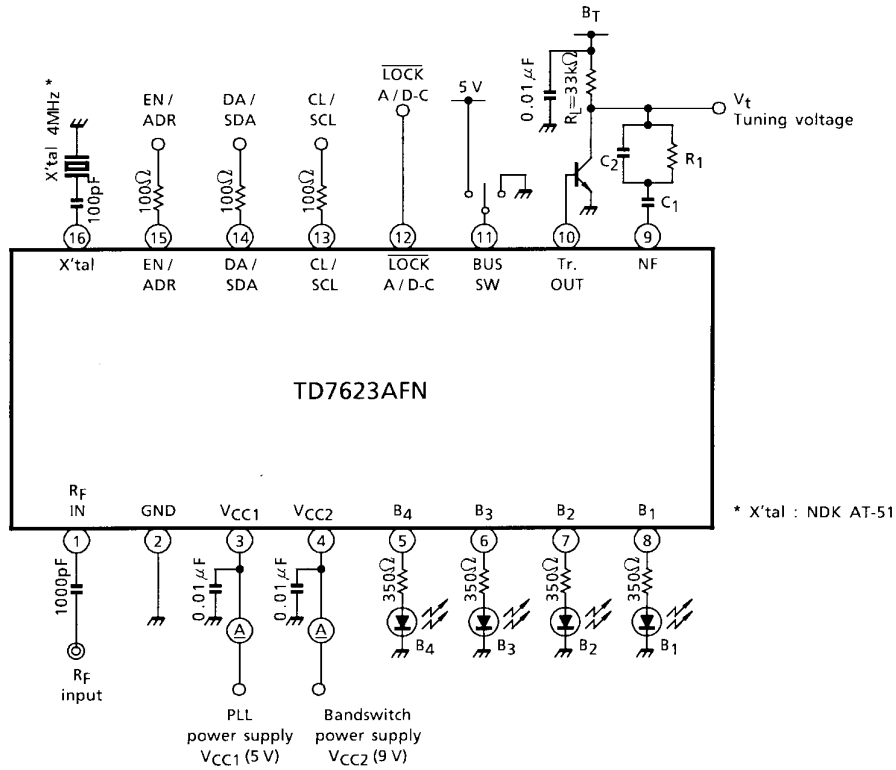 B_T
X'tal 4MHz *
EN /
ADR
DA /
SDA
CL /
SCL
LOCK
A / D-C
5 V
0.01 μF
R_L=33kΩ
V_t
Tuning voltage
C_2
R_1
C_1
100pF
100Ω
100Ω
100Ω
16
15
14
13
12
11
10
9
X'tal
EN /
ADR
DA /
SDA
CL /
SCL
LOCK
A / D-C
BUS
SW
Tr.
OUT
NF
TD7623AFN
R_F
IN
GND
V_CC1
V_CC2
B_4
B_3
B_2
B_1
* X'tal : NDK AT-51
1
2
3
4
5
6
7
8
1000pF
0.01 μF
0.01 μF
350Ω
350Ω
350Ω
350Ω
A
A
B_4
B_3
B_2
B_1
R_F
input
PLL
power supply
V_CC1 (5 V)
Bandswitch
power supply
V_CC2 (9 V)